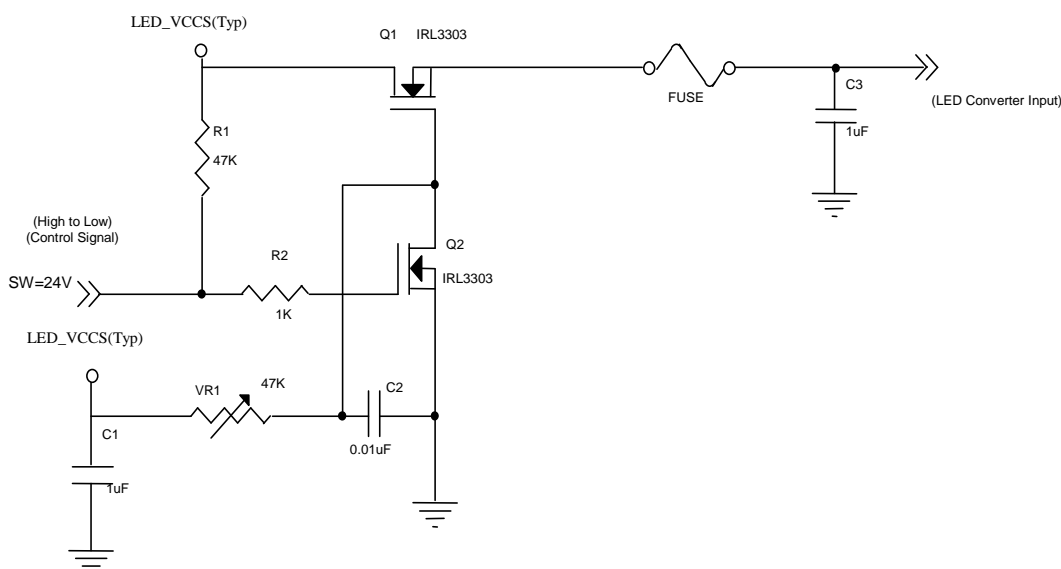 LED_VCCS(Typ)
Q1 IRL3303
FUSE
C3
1uF
(LED Converter Input)
R1
47K
(High to Low)
(Control Signal)
SW=24V
R2
1K
Q2
IRL3303
LED_VCCS(Typ)
VR1 47K
C2
0.01uF
C1
1uF